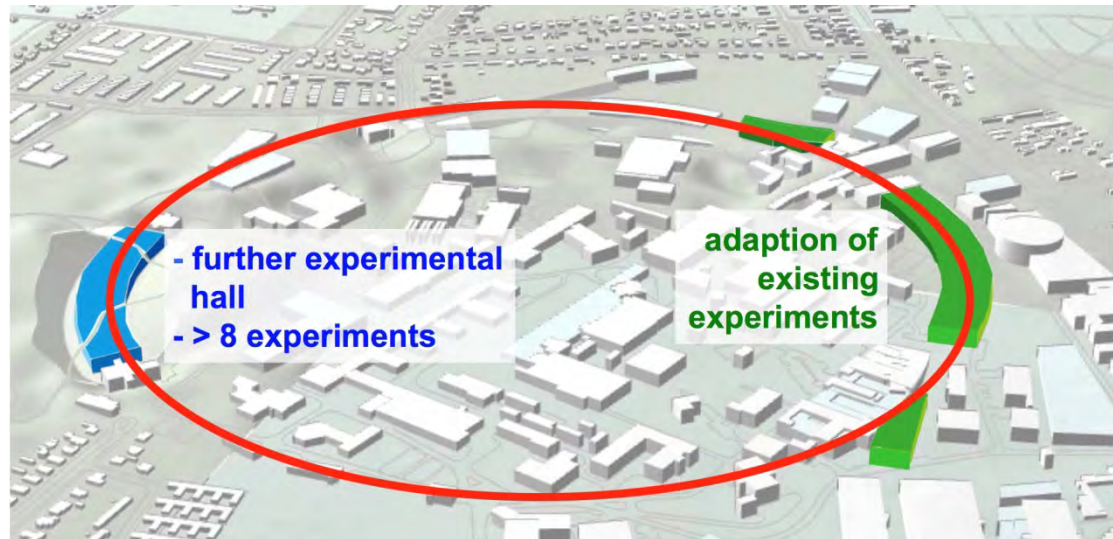 - further experimental
hall
- > 8 experiments
adaption of
existing
experiments